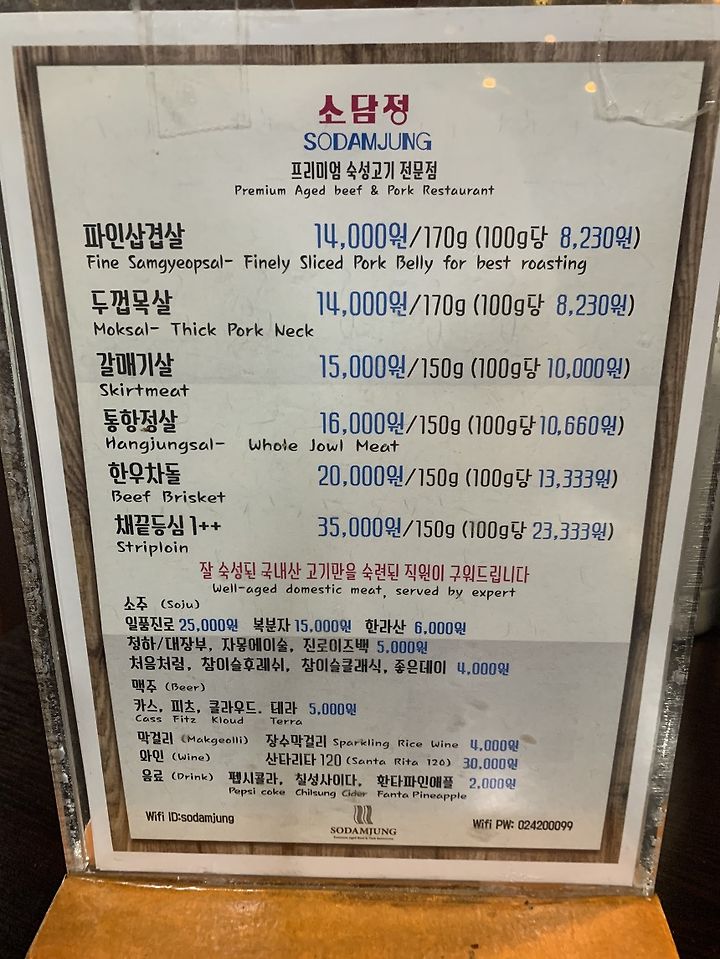 소담정
SODAMJUNG
프리미엄 숙성고기 전문점
Premium Aged beef & Pork Restaurant
파인삽겹살 14,000원/170g (100g당 8,230원)
Fine Samgyeopsal- Finely Sliced Pork Belly for best roasting
두껍목살 14,000원/170g (100g당 8,230원)
Moksal- Thick Pork Neck
갈매기살 15,000원/150g (100g당 10,000원)
Skirtmeat
통항정살 16,000원/150g (100g당 10,660원)
Hangjungsal- Whole Jowl Meat
한우차돌 20,000원/150g (100g당 13,333원)
Beef Brisket
채끝등심 1++ 35,000원/150g (100g당 23,333원)
Striploin
잘 숙성된 국내산 고기만을 숙련된 직원이 구워드립니다
Well-aged domestic meat, served by expert
소주 (Soju)
일품진로 25,000원 복분자 15,000원 한라산 6,000원
청하/대장부, 자몽에이슬, 진로이즈백 5,000원
처음처럼, 참이슬후레쉬, 참이슬클래식, 좋은데이 4,000원
맥주 (Beer)
카스, 피츠, 클라우드. 테라 5,000원
Cass Fitz Kloud Terra
막걸리 (Makgeolli) 장수막걸리 Sparkling Rice Wine 4,000원
와인 (Wine) 산타리타 120 (Santa Rita 120) 30,000원
음료 (Drink) 펩시콜라, 칠성사이다, 환타파인애플 2,000원
Pepsi coke Chilsung Cider Fanta Pineapple
Wifi ID:sodamjung
SODAMJUNG
Premium Aged Beef & Pork Restaurant
Wifi PW: 024200099